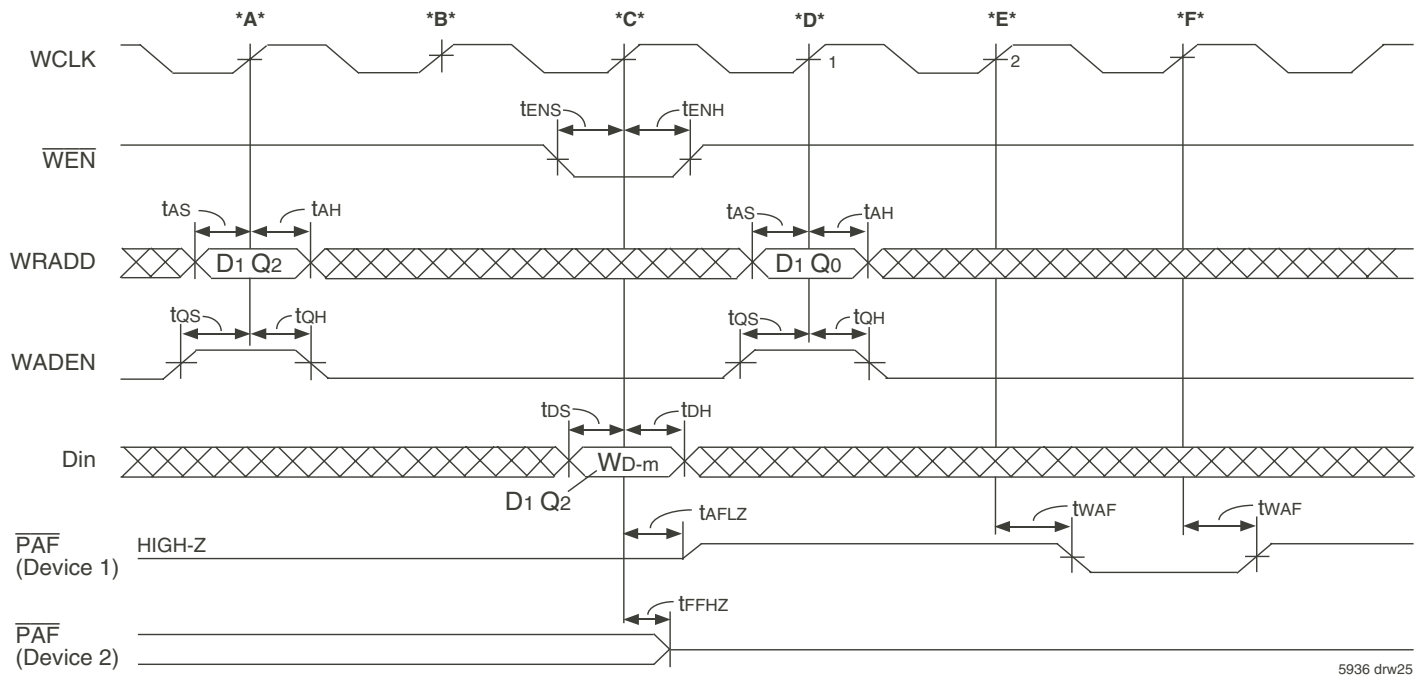 *A* *B* *C* *D* *E* *F*
WCLK 1 2
tENS tENH
WEN
tAS tAH tAS tAH
WRADD D1 Q2 D1 Q0
tQS tQH tQS tQH
WADEN
tDS tDH
Din WD-m
D1 Q2
tAFLZ tWAF tWAF
PAF HIGH-Z
(Device 1)
tFFHZ
PAF
(Device 2)
5936 drw25